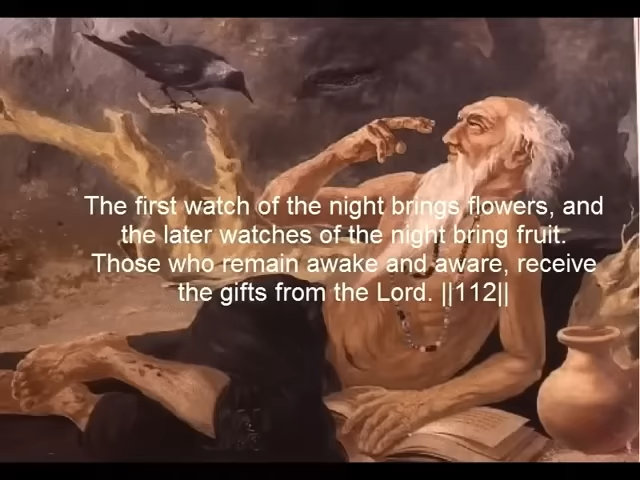 The first watch of the night brings flowers, and
the later watches of the night bring fruit.
Those who remain awake and aware, receive
the gifts from the Lord. ||112||